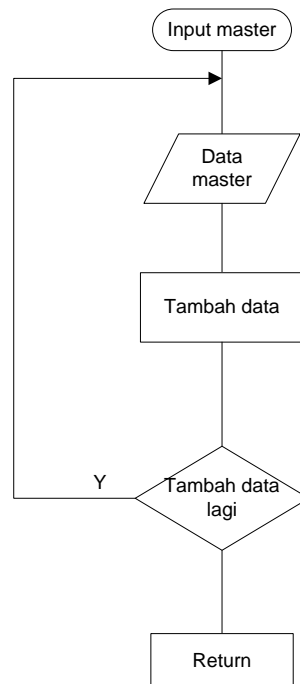 Input master
Data
master
Tambah data
Y
Tambah data
lagi
Return